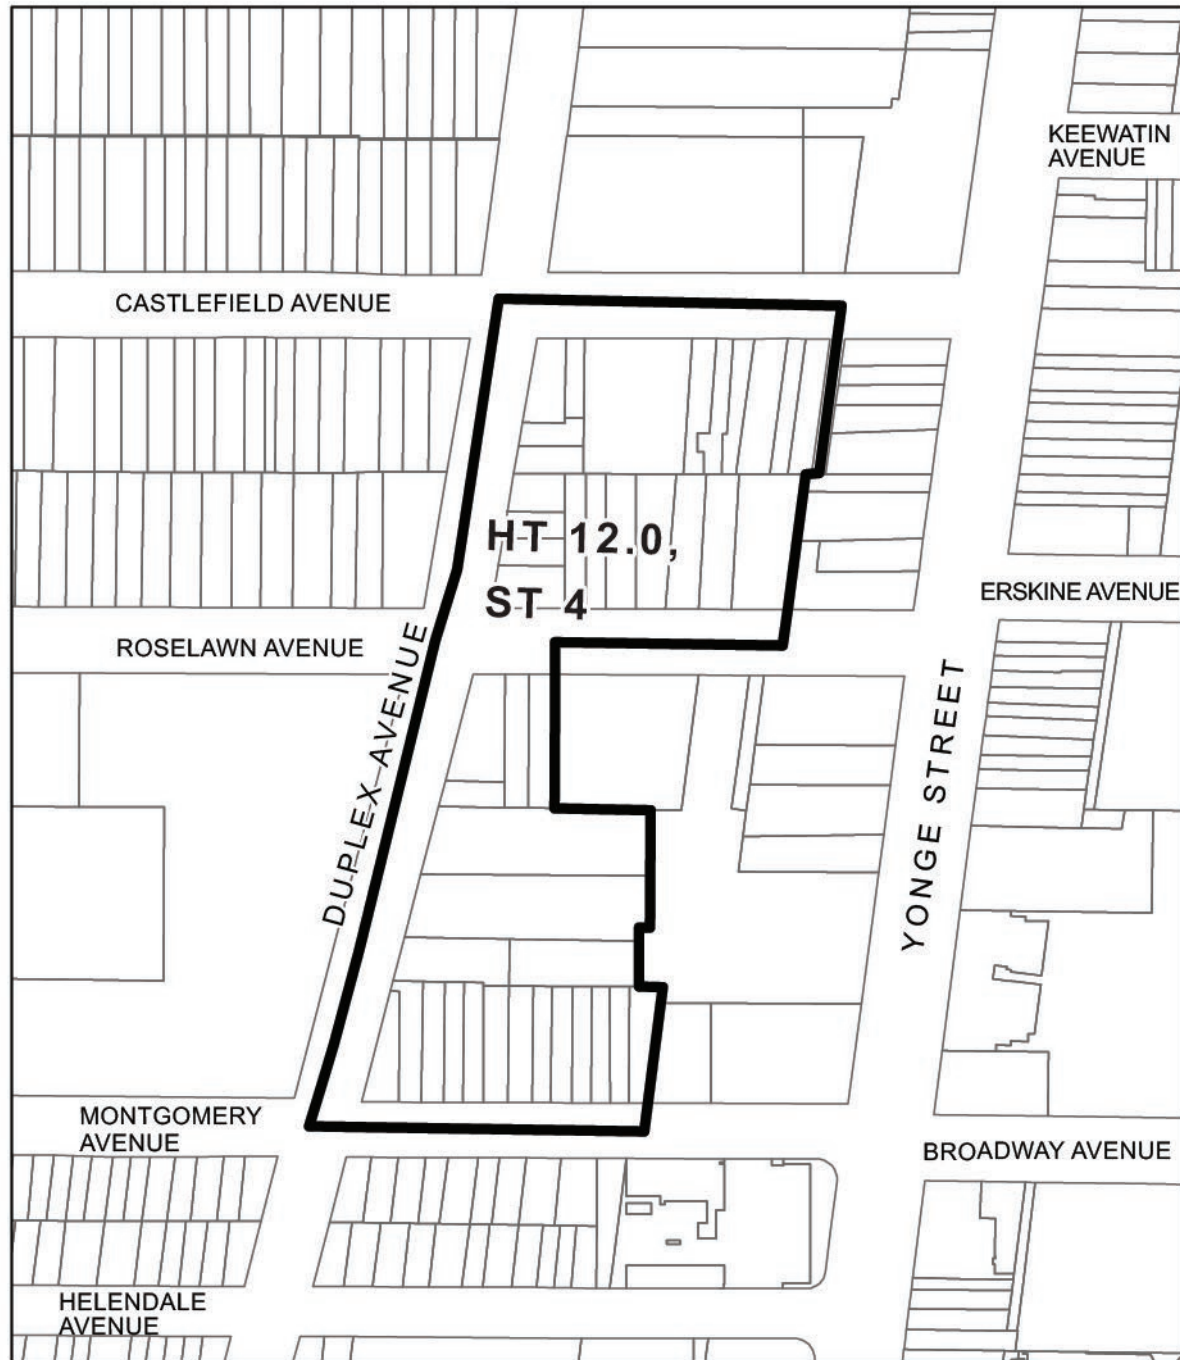 KEEWATIN
AVENUE
CASTLEFIELD AVENUE
HT 12.0,
ST 4
ERSKINE AVENUE
ROSELAWN AVENUE
DUPLEX AVENUE
YONGE STREET
MONTGOMERY
AVENUE
BROADWAY AVENUE
HELENDALE
AVENUE